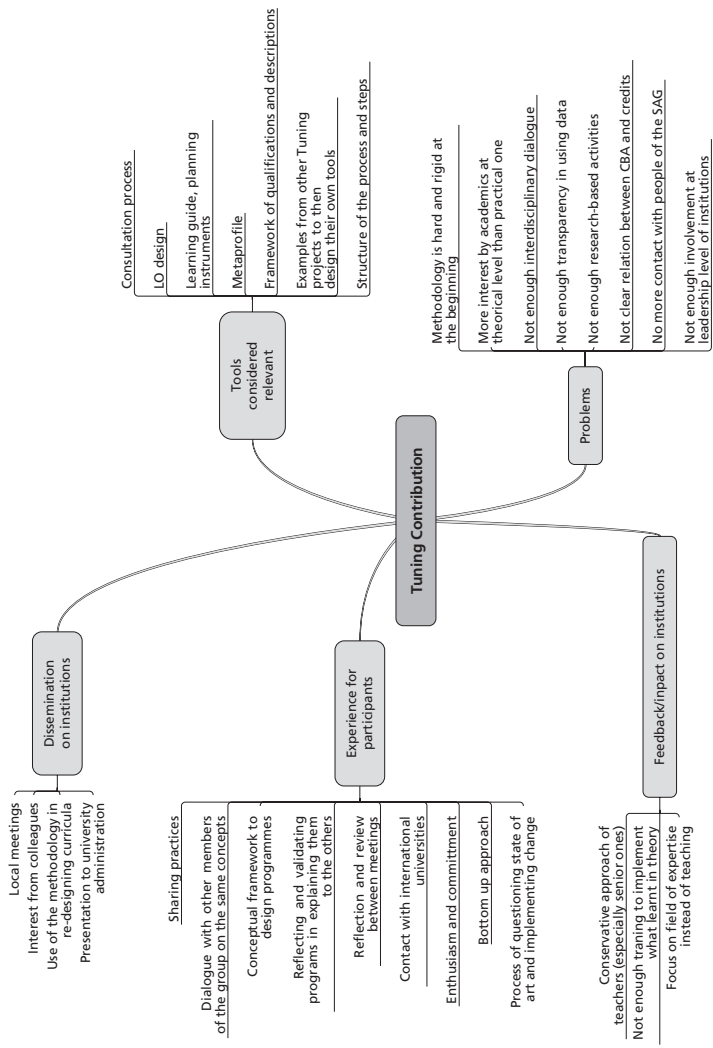 Tuning Contribution
Dissemination
on institutions
Local meetings
Interest from colleagues
Use of the methodology in
re-designing curricula
Presentation to university
administration
Experience for
participants
Sharing practices
Dialogue with other members
of the group on the same concepts
Conceptual framework to
design programmes
Reflecting and validating
programs in explaining them
to the others
Reflection and review
between meetings
Contact with international
universities
Enthusiasm and committment
Bottom up approach
Process of questioning state of
art and implementing change
Feedback/inpact on institutions
Conservative approach of
teachers (especially senior ones)
Not enough traning to implement
what learnt in theory
Focus on field of expertise
instead of teaching
Tools
considered
relevant
Consultation process
LO design
Learning guide, planning
instruments
Metaprofile
Framework of qualifications and descriptions
Examples from other Tuning
projects to then
design their own tools
Structure of the process and steps
Problems
Methodology is hard and rigid at
the beginning
More interest by academics at
theorical level than practical one
Not enough interdisciplinary dialogue
Not enough transparency in using data
Not enough research-based activities
Not clear relation between CBA and credits
No more contact with people of the SAG
Not enough involvement at
leadership level of institutions